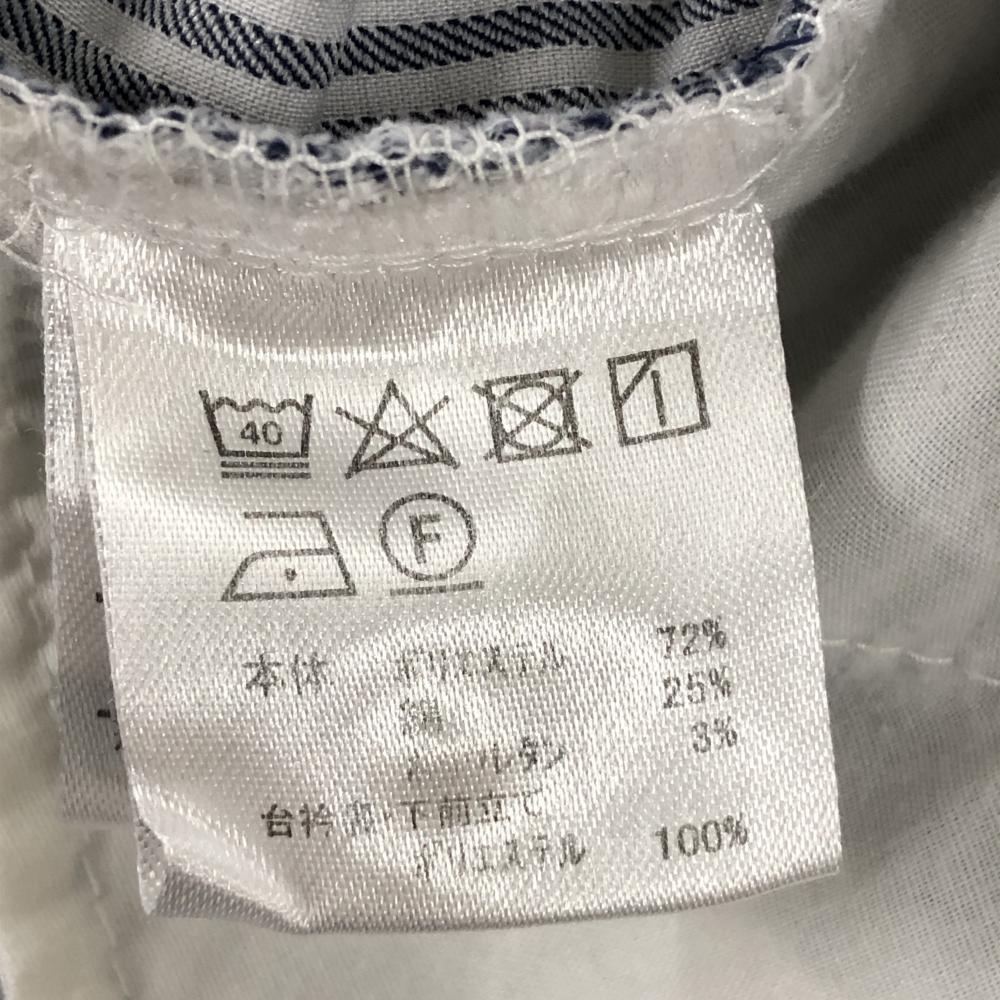 40
F
本体 ポリエステル 72%
綿 25%
ポリウレタン 3%
台衿裏・下前立て
ポリエステル 100%